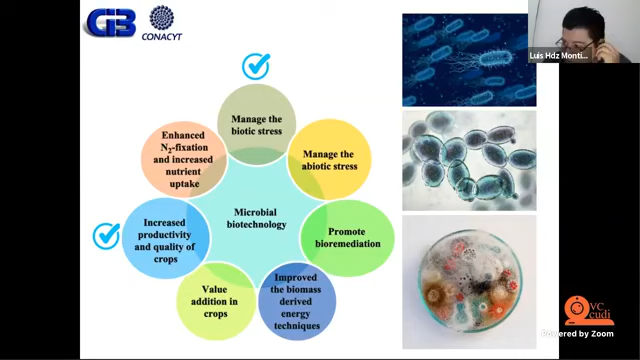 CIB
CONACYT
Luis Hdz Monti...
Manage the
biotic stress
Enhanced
N₂-fixation
and increased
nutrient
uptake
Manage the
abiotic stress
Microbial
biotechnology
Increased
productivity
and quality of
crops
Promote
bioremediation
Value
addition in
crops
Improved
the biomass
derived
energy
techniques
VC
cudi
Powered by Zoom